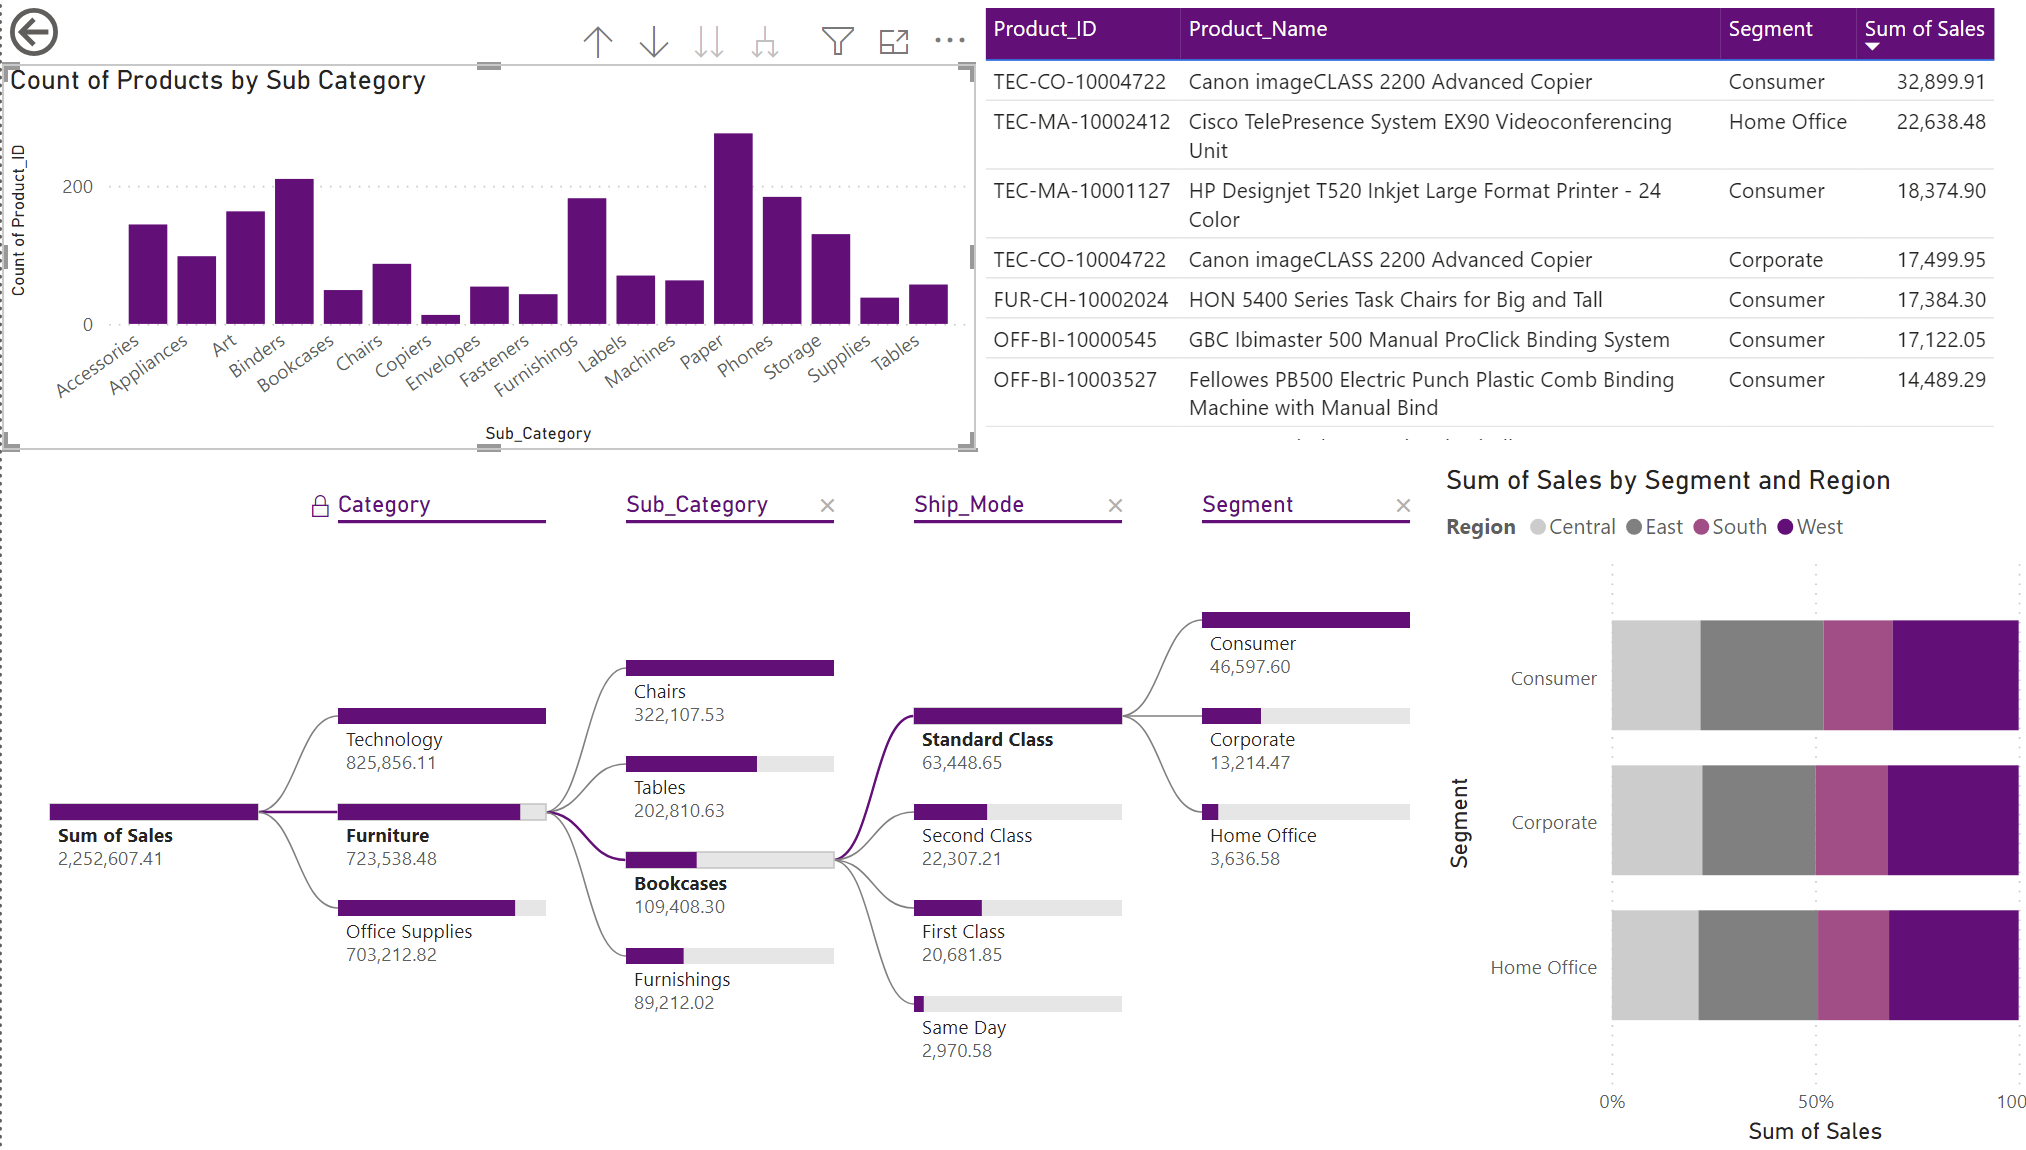 Count of Products by Sub Category
Count of Product_ID
200
0
Accessories
Appliances
Art
Binders
Bookcases
Chairs
Copiers
Envelopes
Fasteners
Furnishings
Labels
Machines
Paper
Phones
Storage
Supplies
Tables
Sub_Category
Product_ID Product_Name Segment Sum of Sales
TEC-CO-10004722 Canon imageCLASS 2200 Advanced Copier Consumer 32,899.91
TEC-MA-10002412 Cisco TelePresence System EX90 Videoconferencing Home Office 22,638.48
Unit
TEC-MA-10001127 HP Designjet T520 Inkjet Large Format Printer - 24 Consumer 18,374.90
Color
TEC-CO-10004722 Canon imageCLASS 2200 Advanced Copier Corporate 17,499.95
FUR-CH-10002024 HON 5400 Series Task Chairs for Big and Tall Consumer 17,384.30
OFF-BI-10000545 GBC Ibimaster 500 Manual ProClick Binding System Consumer 17,122.05
OFF-BI-10003527 Fellowes PB500 Electric Punch Plastic Comb Binding Consumer 14,489.29
Machine with Manual Bind
Category
Sub_Category
Ship_Mode
Segment
Sum of Sales
2,252,607.41
Technology
825,856.11
Furniture
723,538.48
Office Supplies
703,212.82
Chairs
322,107.53
Tables
202,810.63
Bookcases
109,408.30
Furnishings
89,212.02
Standard Class
63,448.65
Second Class
22,307.21
First Class
20,681.85
Same Day
2,970.58
Consumer
46,597.60
Corporate
13,214.47
Home Office
3,636.58
Sum of Sales by Segment and Region
Region Central East South West
Segment
Consumer
Corporate
Home Office
0% 50% 100
Sum of Sales